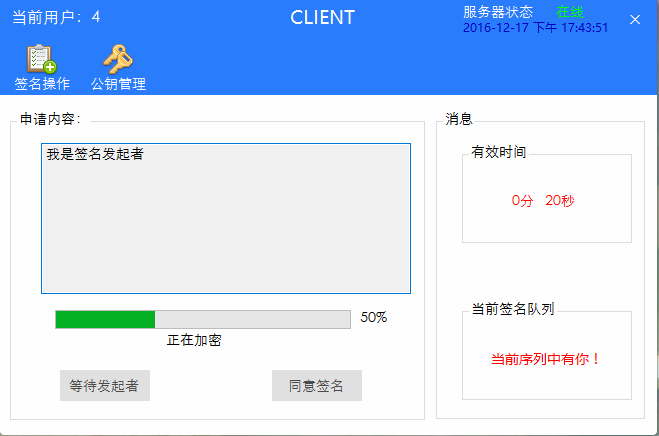 当前用户：4
CLIENT
服务器状态 在线
2016-12-17 下午 17:43:51
签名操作
公钥管理
申请内容：
我是签名发起者
50%
正在加密
等待发起者
同意签名
消息
有效时间
0分 20秒
当前签名队列
当前序列中有你！